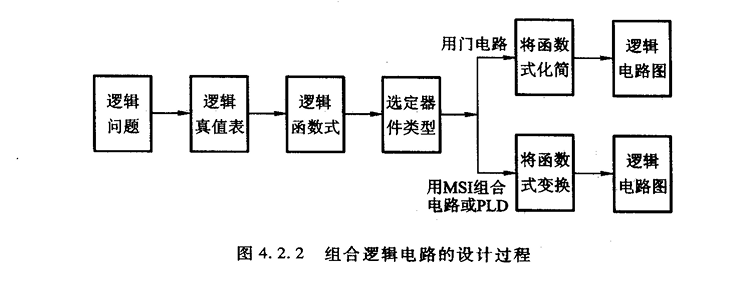 逻辑
问题
逻辑
真值表
逻辑
函数式
选定器
件类型
用门电路
将函数
式化简
逻辑
电路图
用MSI组合
电路或PLD
将函数
式变换
逻辑
电路图
图 4.2.2 组合逻辑电路的设计过程